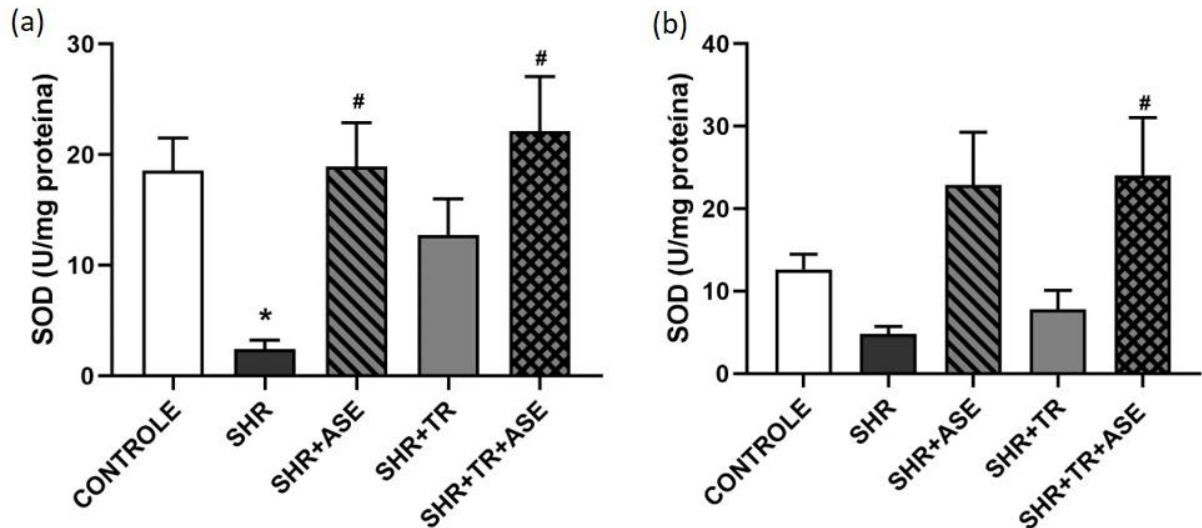 (a)
SOD (U/mg proteína)
30
20
10
0
*
#
#
CONTROLE
SHR
SHR+ASE
SHR+TR
SHR+TR+ASE
(b)
SOD (U/mg proteína)
40
30
20
10
0
#
CONTROLE
SHR
SHR+ASE
SHR+TR
SHR+TR+ASE